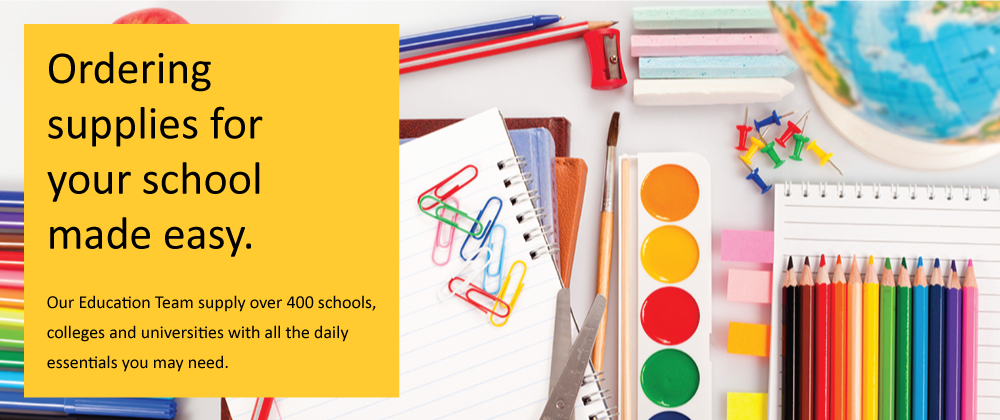 Ordering
supplies for
your school
made easy.
Our Education Team supply over 400 schools,
colleges and universities with all the daily
essentials you may need.